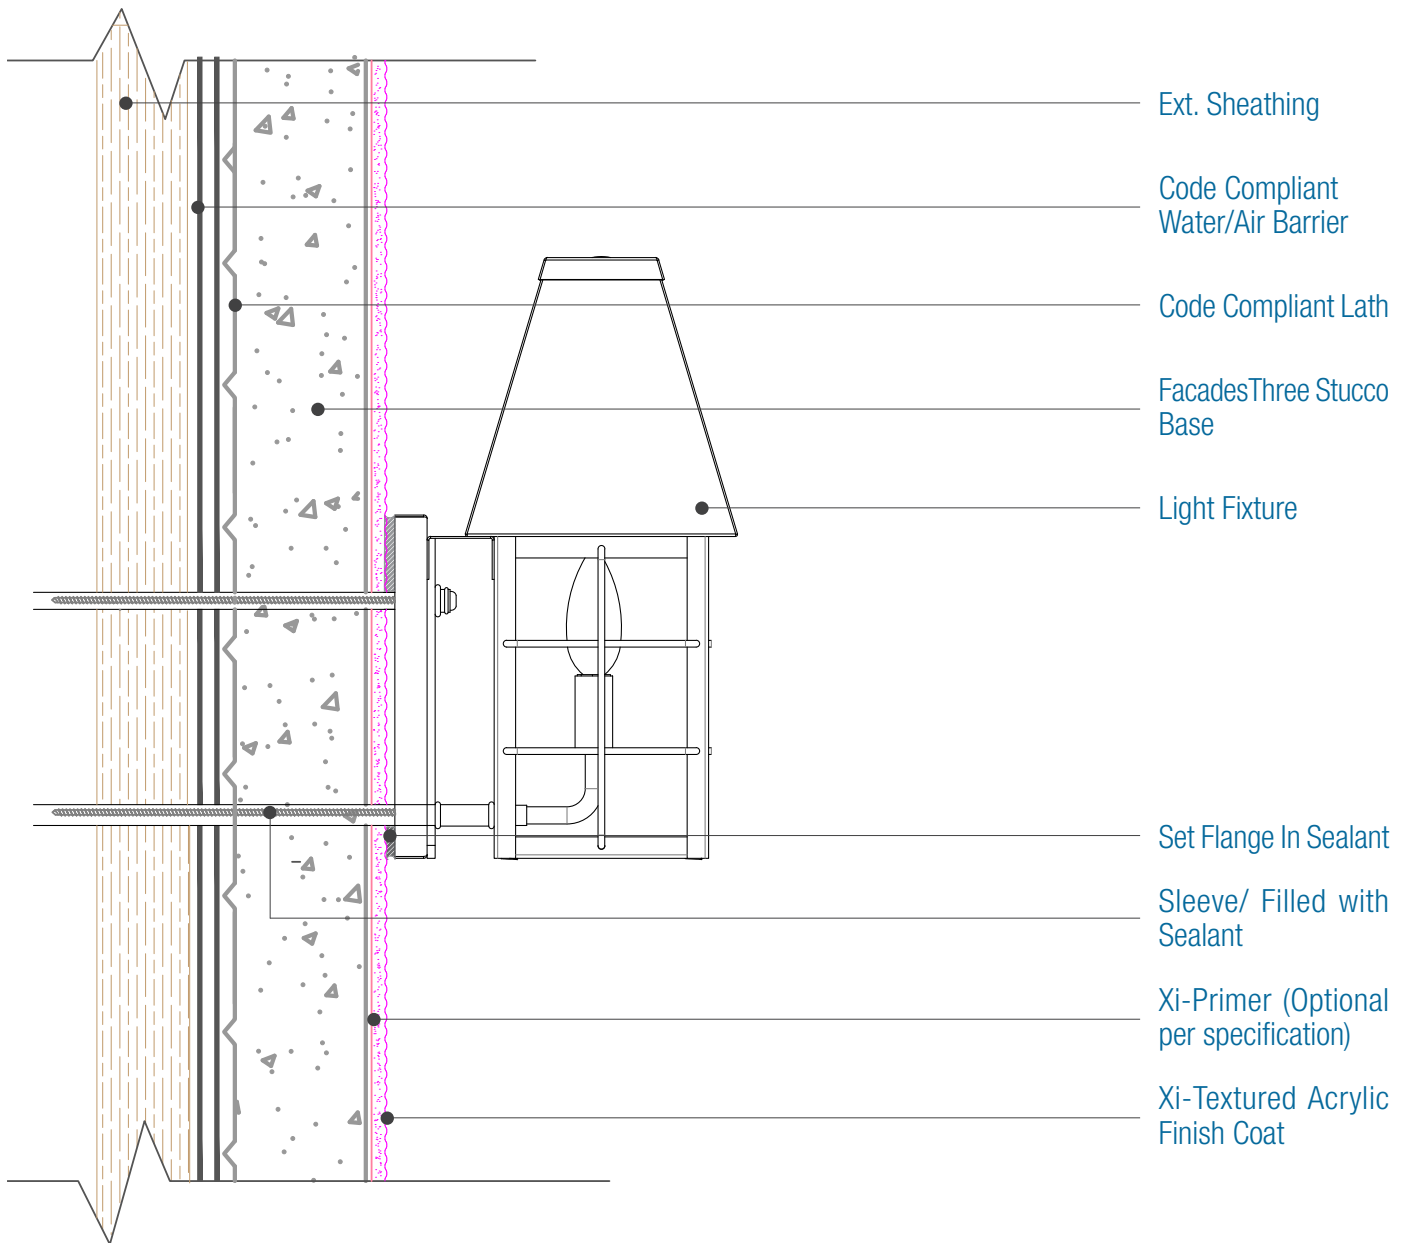 Ext. Sheathing
Code Compliant
Water/Air Barrier
Code Compliant Lath
FacadesThree Stucco
Base
Light Fixture
Set Flange In Sealant
Sleeve/ Filled with
Sealant
Xi-Primer (Optional
per specification)
Xi-Textured Acrylic
Finish Coat